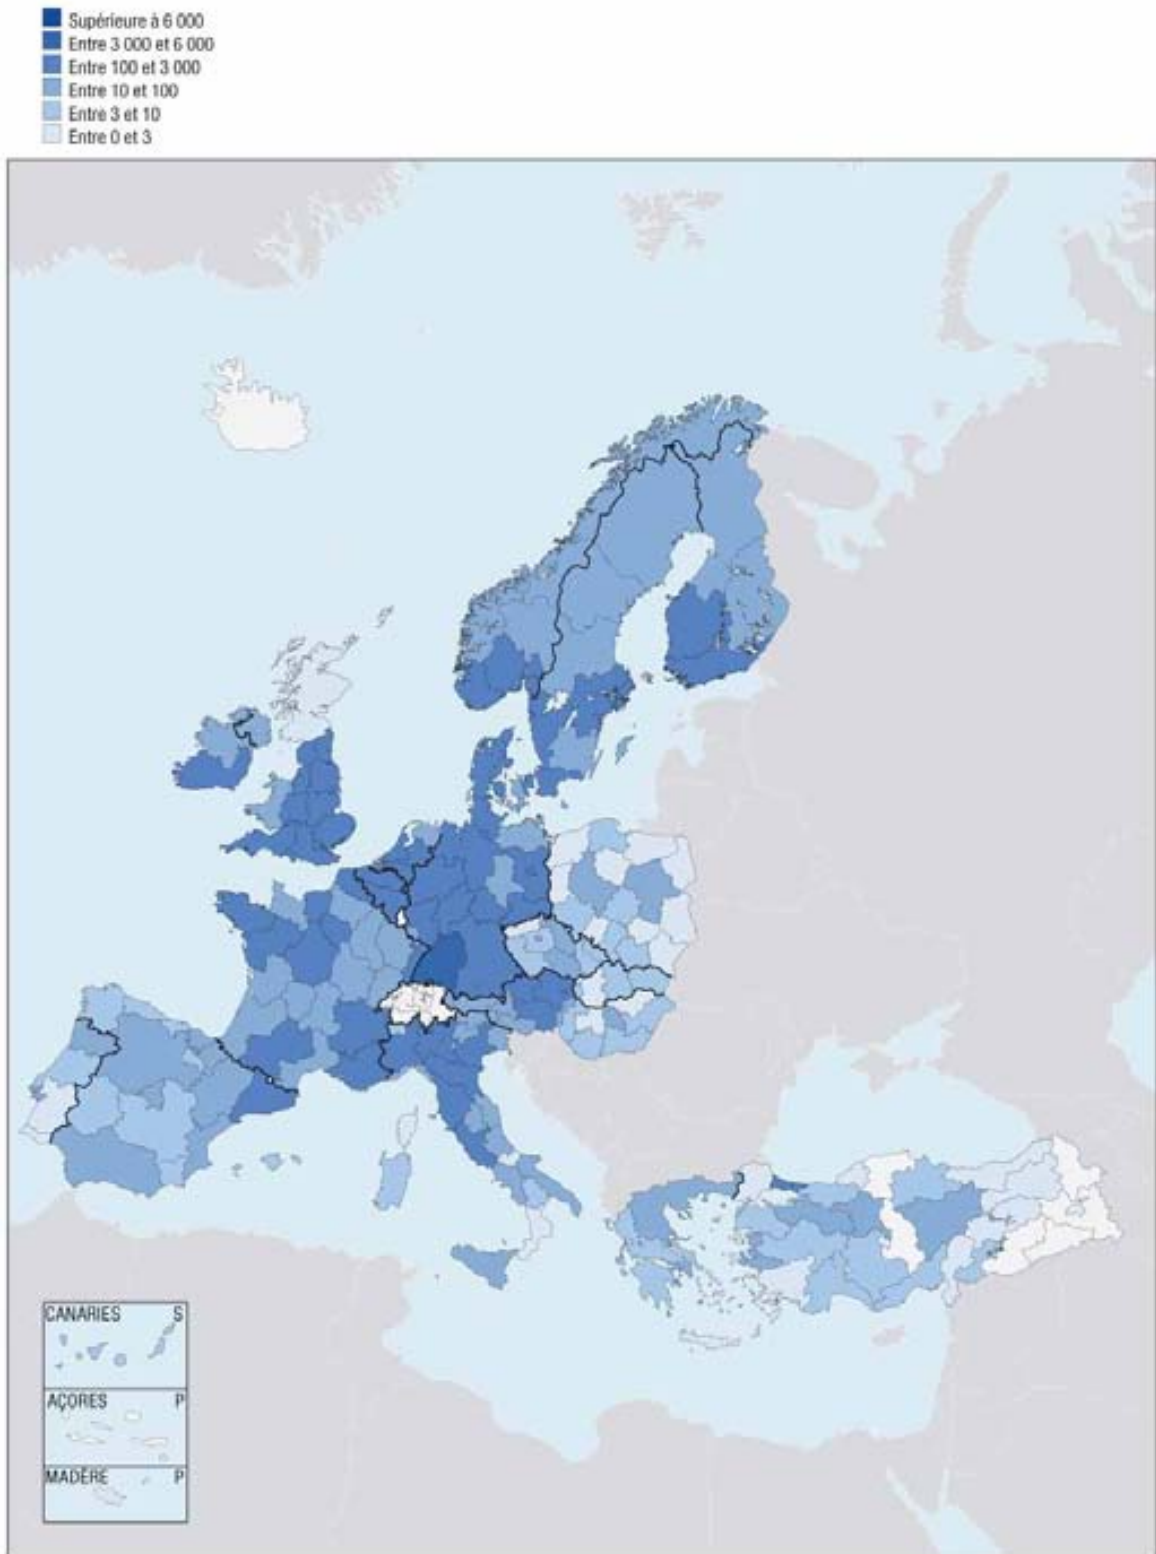 Supérieure à 6 000
Entre 3 000 et 6 000
Entre 100 et 3 000
Entre 10 et 100
Entre 3 et 10
Entre 0 et 3
CANARIES S
AÇORES P
MADÈRE P